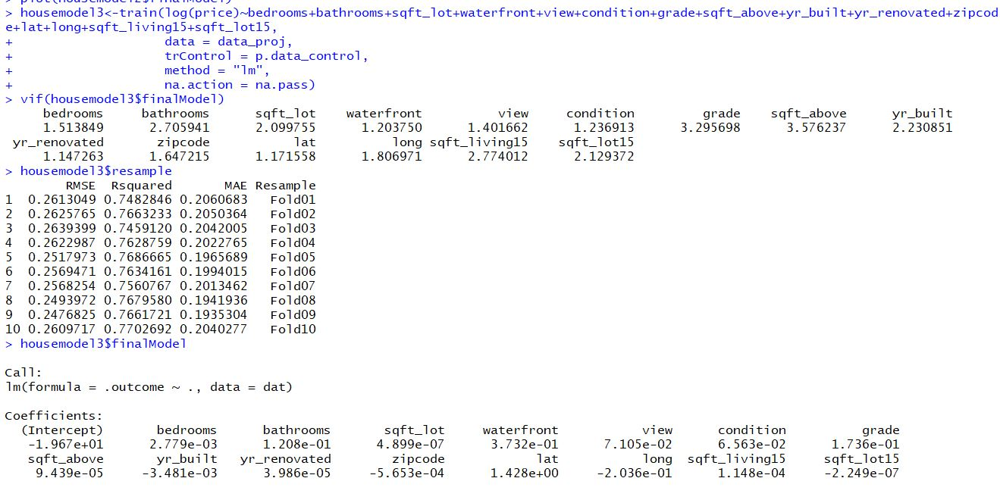 > housemodel3<-train(log(price)~bedrooms+bathrooms+sqft_lot+waterfront+view+condition+grade+sqft_above+yr_built+yr_renovated+zipcod
e+lat+long+sqft_living15+sqft_lot15,
+ data = data_proj,
+ trControl = p.data_control,
+ method = "lm",
+ na.action = na.pass)
> vif(housemodel3$finalModel)
bedrooms bathrooms sqft_lot waterfront view condition grade sqft_above yr_built
1.513849 2.705941 2.099755 1.203750 1.401662 1.236913 3.295698 3.576237 2.230851
yr_renovated zipcode lat long sqft_living15 sqft_lot15
1.147263 1.647215 1.171558 1.806971 2.774012 2.129372
> housemodel3$resample
RMSE Rsquared MAE Resample
1 0.2613049 0.7482846 0.2060683 Fold01
2 0.2625765 0.7663233 0.2050364 Fold02
3 0.2639399 0.7459120 0.2042005 Fold03
4 0.2622987 0.7628759 0.2022765 Fold04
5 0.2517973 0.7686665 0.1965689 Fold05
6 0.2569471 0.7634161 0.1994015 Fold06
7 0.2568254 0.7560767 0.2013462 Fold07
8 0.2493972 0.7679580 0.1941936 Fold08
9 0.2476825 0.7661721 0.1935304 Fold09
10 0.2609717 0.7702692 0.2040277 Fold10
> housemodel3$finalModel
Call:
lm(formula = .outcome ~ ., data = dat)
Coefficients:
(Intercept) bedrooms bathrooms sqft_lot waterfront view condition grade
-1.967e+01 2.779e-03 1.208e-01 4.899e-07 3.732e-01 7.105e-02 6.563e-02 1.736e-01
sqft_above yr_built yr_renovated zipcode lat long sqft_living15 sqft_lot15
9.439e-05 -3.481e-03 3.986e-05 -5.653e-04 1.428e+00 -2.036e-01 1.148e-04 -2.249e-07